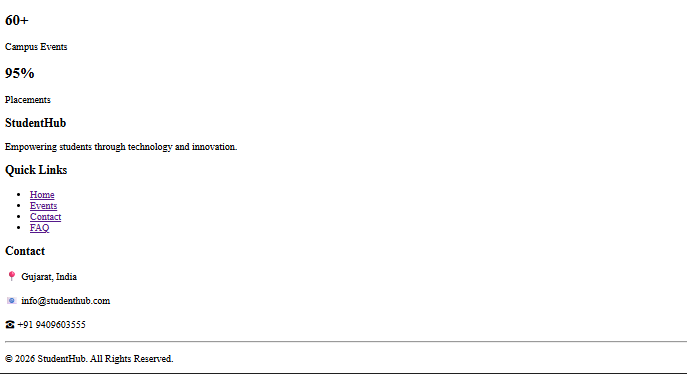 60+
Campus Events
95%
Placements
StudentHub
Empowering students through technology and innovation.
Quick Links
• Home
• Events
• Contact
• FAQ
Contact
📍 Gujarat, India
📧 info@studenthub.com
☎ +91 9409603555
© 2026 StudentHub. All Rights Reserved.